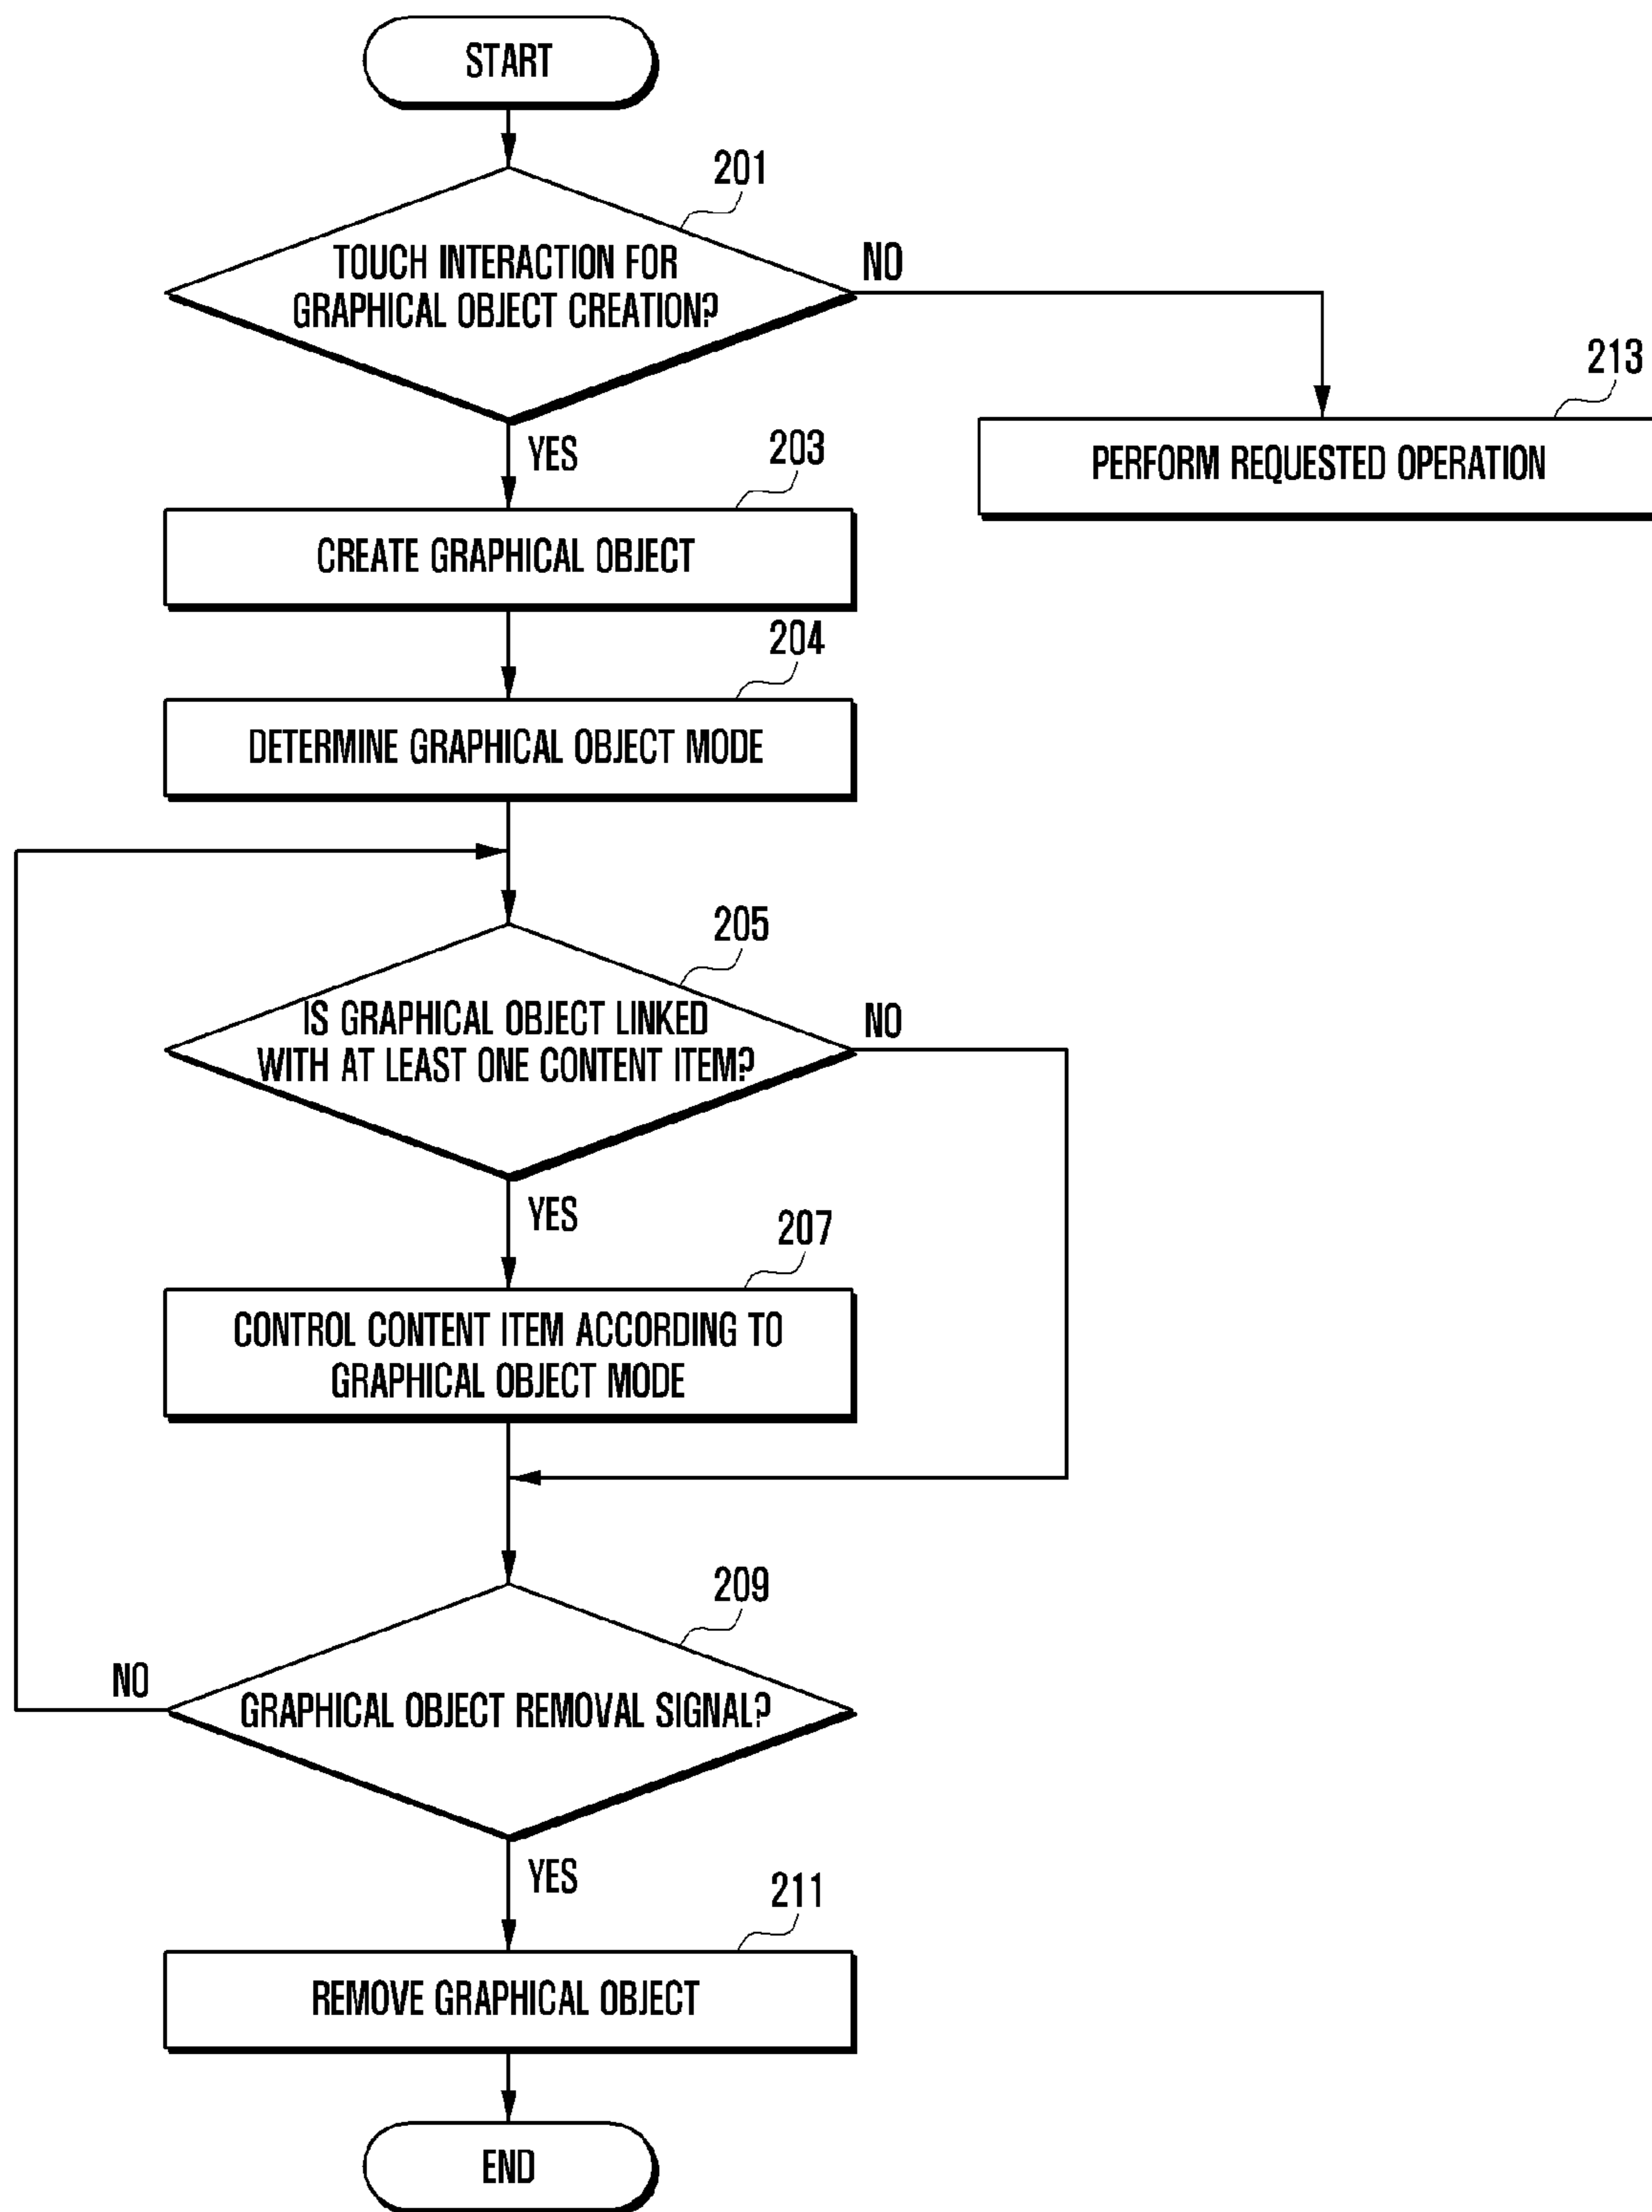 START
201
TOUCH INTERACTION FOR
GRAPHICAL OBJECT CREATION?
NO
213
PERFORM REQUESTED OPERATION
YES
203
CREATE GRAPHICAL OBJECT
204
DETERMINE GRAPHICAL OBJECT MODE
205
IS GRAPHICAL OBJECT LINKED
WITH AT LEAST ONE CONTENT ITEM?
NO
YES
207
CONTROL CONTENT ITEM ACCORDING TO
GRAPHICAL OBJECT MODE
209
GRAPHICAL OBJECT REMOVAL SIGNAL?
NO
YES
211
REMOVE GRAPHICAL OBJECT
END